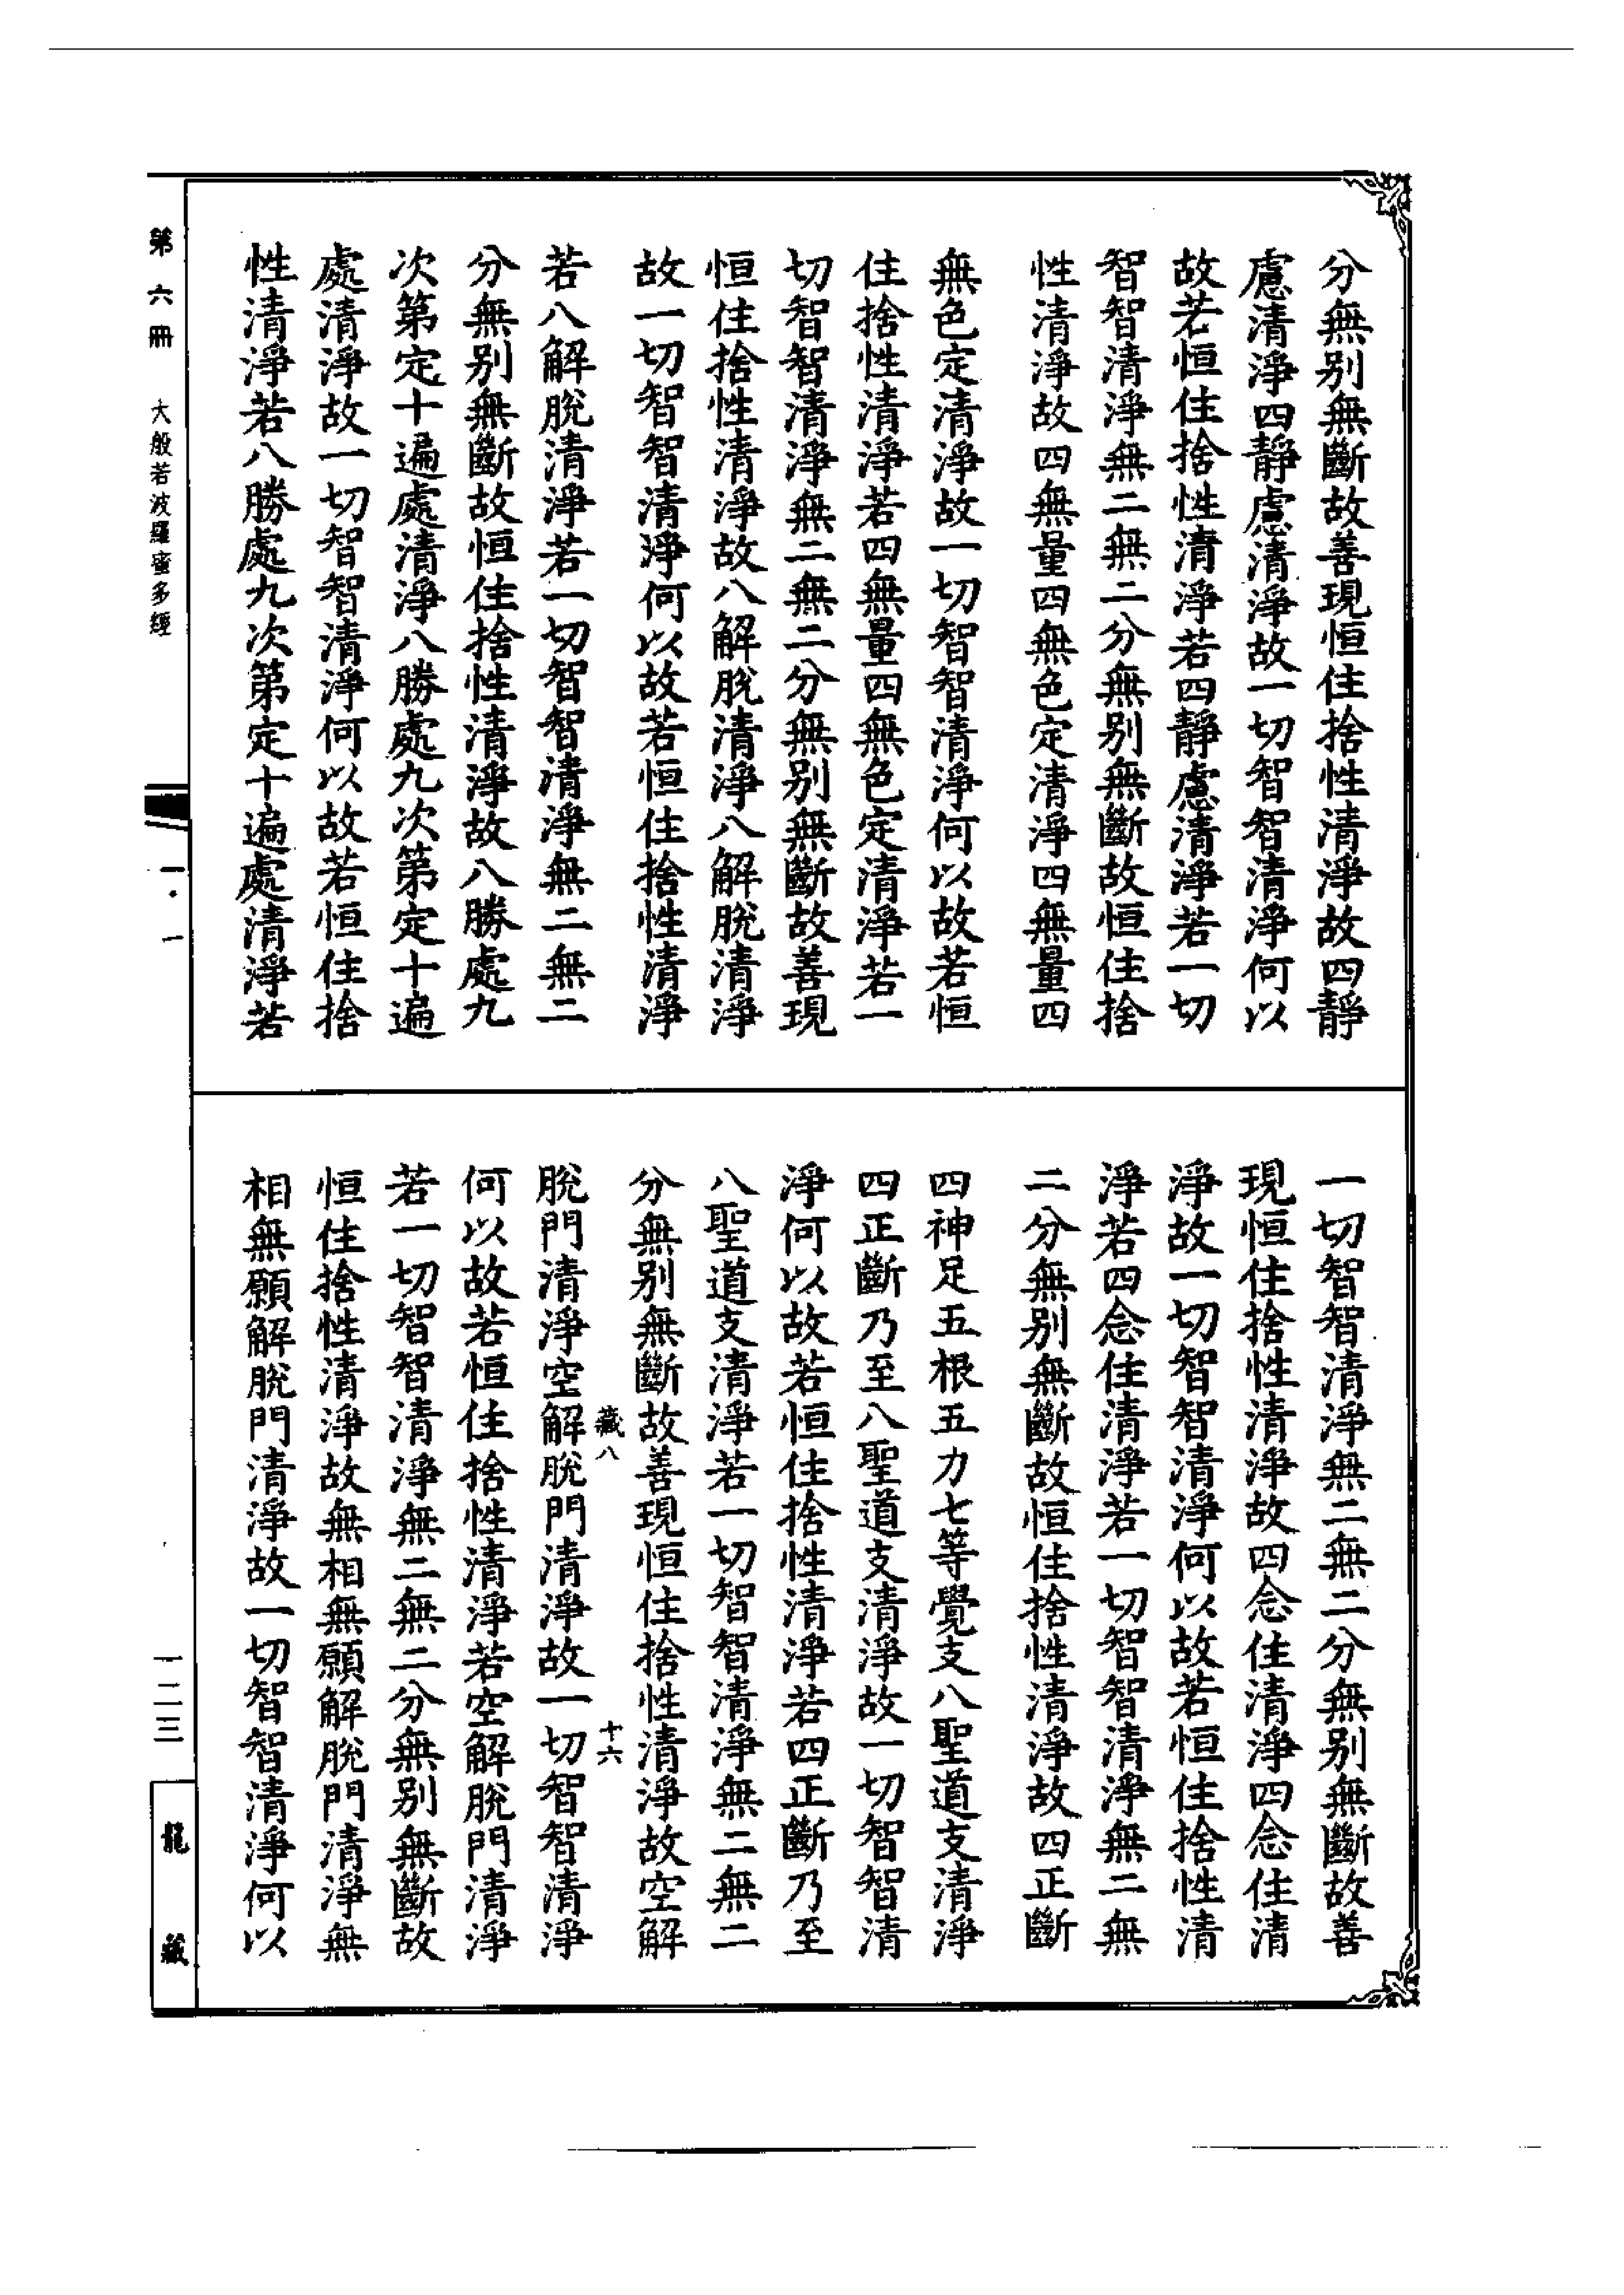 分無别無斷故善現恒住捨性清淨故四靜
慮清淨四靜慮清淨故一切智智清淨何以
故若恒住捨性清淨若四靜慮清淨若一切
智智清淨無二無二分無别無斷故恒住捨
性清淨故四無量四無色定清淨四無量四
無色定清淨故一切智智清淨何以故若恒
住捨性清淨若四無量四無色定清淨若一
切智智清淨無二無二分無别無斷故善現
恒住捨性清淨故八解脫清淨八解脫清淨
故一切智智清淨何以故若恒住捨性清淨
若八解脫清淨若一切智智清淨無二無二
分無别無斷故恒住捨性清淨故八勝處九
次第定十遍處清淨八勝處九次第定十遍
處清淨故一切智智清淨何以故若恒住捨
性清淨若八勝處九次第定十遍處清淨若
一切智智清淨無二無二分無别無斷故善
現恒住捨性清淨故四念住清淨四念住清
淨故一切智智清淨何以故若恒住捨性清
淨若四念住清淨若一切智智清淨無二無
二分無别無斷故恒住捨性清淨故四正斷
四神足五根五力七等覺支八聖道支清淨
四正斷乃至八聖道支清淨故一切智智清
淨何以故若恒住捨性清淨若四正斷乃至
八聖道支清淨若一切智智清淨無二無二
分無别無斷故善現恒住捨性清淨故空解
藏八
十六
脫門清淨空解脫門清淨故一切智智清淨
何以故若恒住捨性清淨若空解脫門清淨
若一切智智清淨無二無二分無别無斷故
恒住捨性清淨故無相無願解脫門清淨無
相無願解脫門清淨故一切智智清淨何以
第六冊
大般若波羅蜜多經
一·一
一二三
龍藏